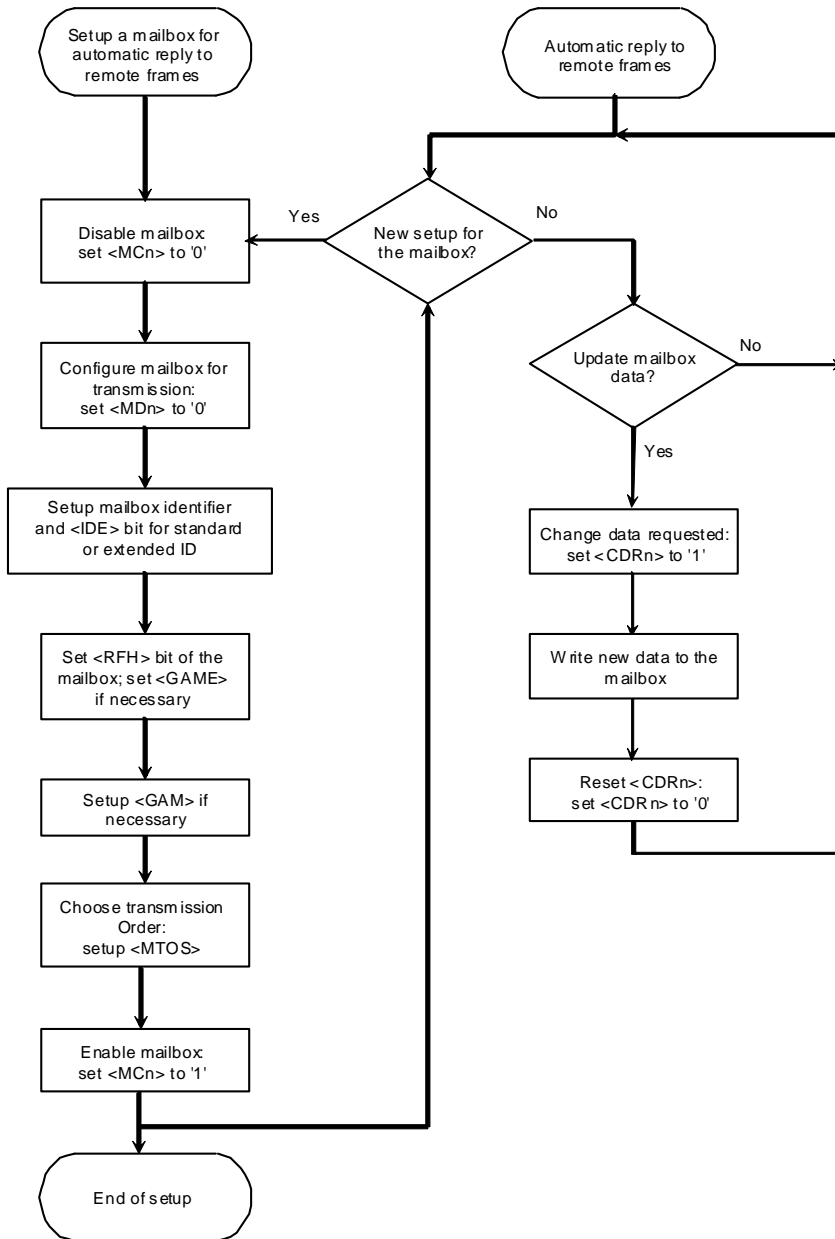 Setup a mailbox for
automatic reply to
remote frames
Disable mailbox:
set <MCn> to '0'
Configure mailbox for
transmission:
set <MDn> to '0'
Setup mailbox identifier
and <IDE> bit for standard
or extended ID
Set <RFH> bit of the
mailbox; set <GAME>
if necessary
Setup <GAM> if
necessary
Choose transmission
Order:
setup <MTOS>
Enable mailbox:
set <MCn> to '1'
End of setup
Automatic reply to
remote frames
New setup for
the mailbox?
Yes
No
Update mailbox
data?
No
Yes
Change data requested:
set <CDRn> to '1'
Write new data to the
mailbox
Reset <CDRn>:
set <CDRn> to '0'